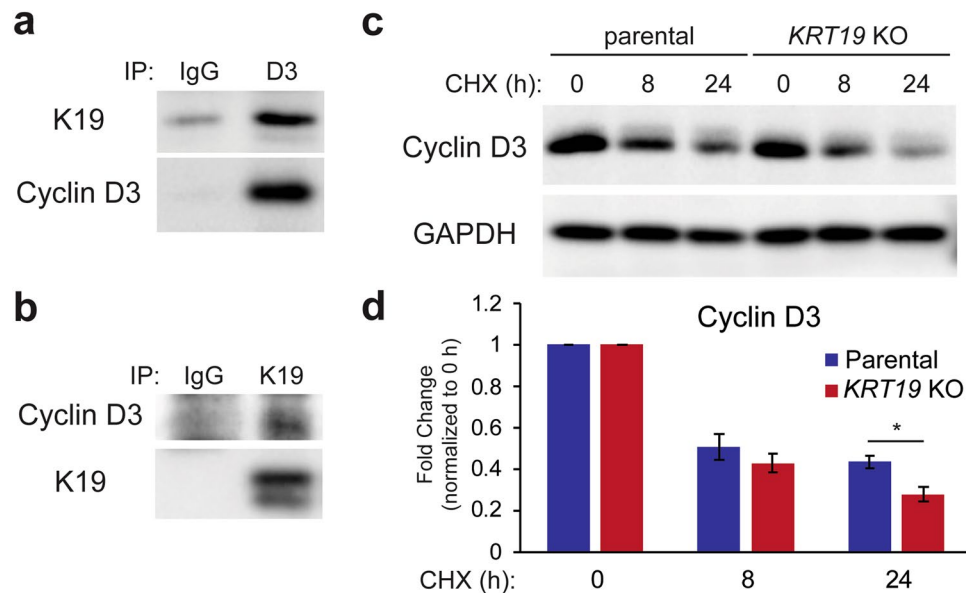 a
IP: IgG D3
K19
Cyclin D3
b
IP: IgG K19
Cyclin D3
K19
c
parental KRT19 KO
CHX (h): 0 8 24 0 8 24
Cyclin D3
GAPDH
d
Cyclin D3
Fold Change
(normalized to 0 h)
1.2
1
0.8
0.6
0.4
0.2
0
Parental
KRT19 KO
*
CHX (h): 0 8 24